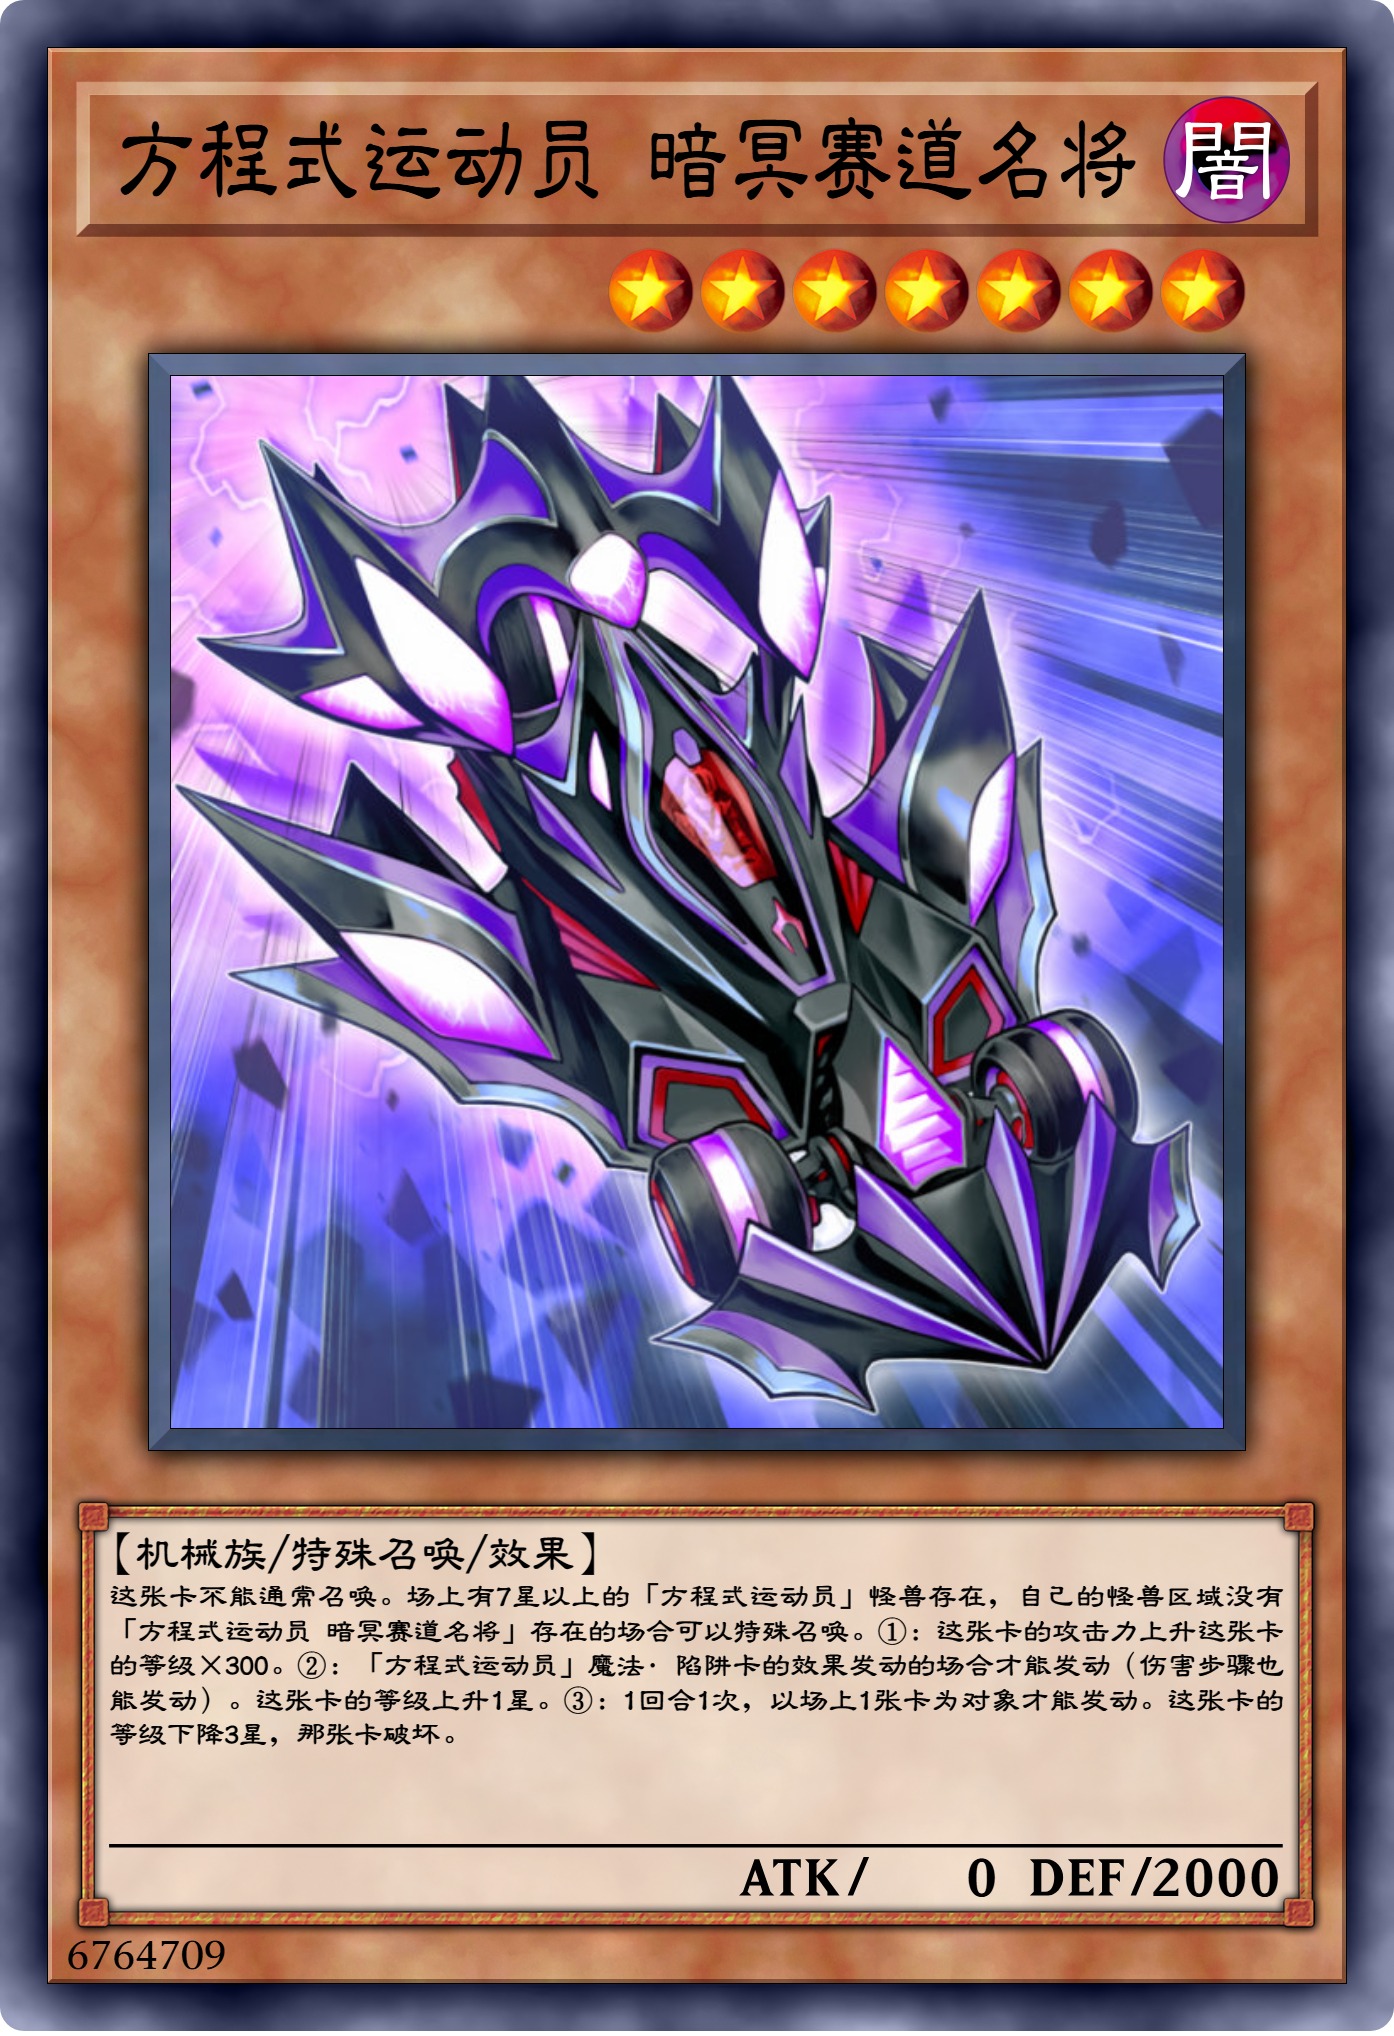 方程式运动员 暗冥赛道名将 闇
【机械族/特殊召唤/效果】
这张卡不能通常召唤。场上有7星以上的「方程式运动员」怪兽存在，自己的怪兽区域没有
「方程式运动员 暗冥赛道名将」存在的场合可以特殊召唤。①：这张卡的攻击力上升这张卡
的等级×300。②：「方程式运动员」魔法·陷阱卡的效果发动的场合才能发动（伤害步骤也
能发动）。这张卡的等级上升1星。③：1回合1次，以场上1张卡为对象才能发动。这张卡的
等级下降3星，那张卡破坏。
ATK/ 0 DEF/2000
6764709